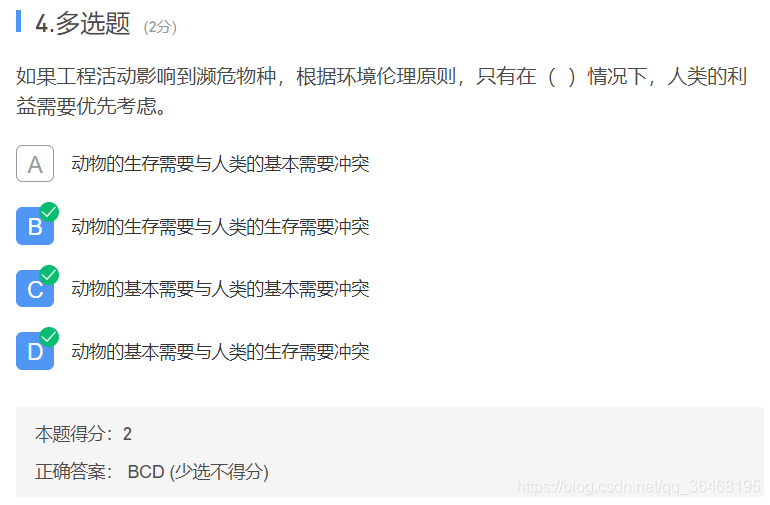 4.多选题 (2分)
如果工程活动影响到濒危物种，根据环境伦理原则，只有在（ ）情况下，人类的利
益需要优先考虑。
A 动物的生存需要与人类的基本需要冲突
B 动物的生存需要与人类的生存需要冲突
C 动物的基本需要与人类的基本需要冲突
D 动物的基本需要与人类的生存需要冲突
本题得分：2
正确答案： BCD (少选不得分)
https://blog.csdn.net/qq_36468195